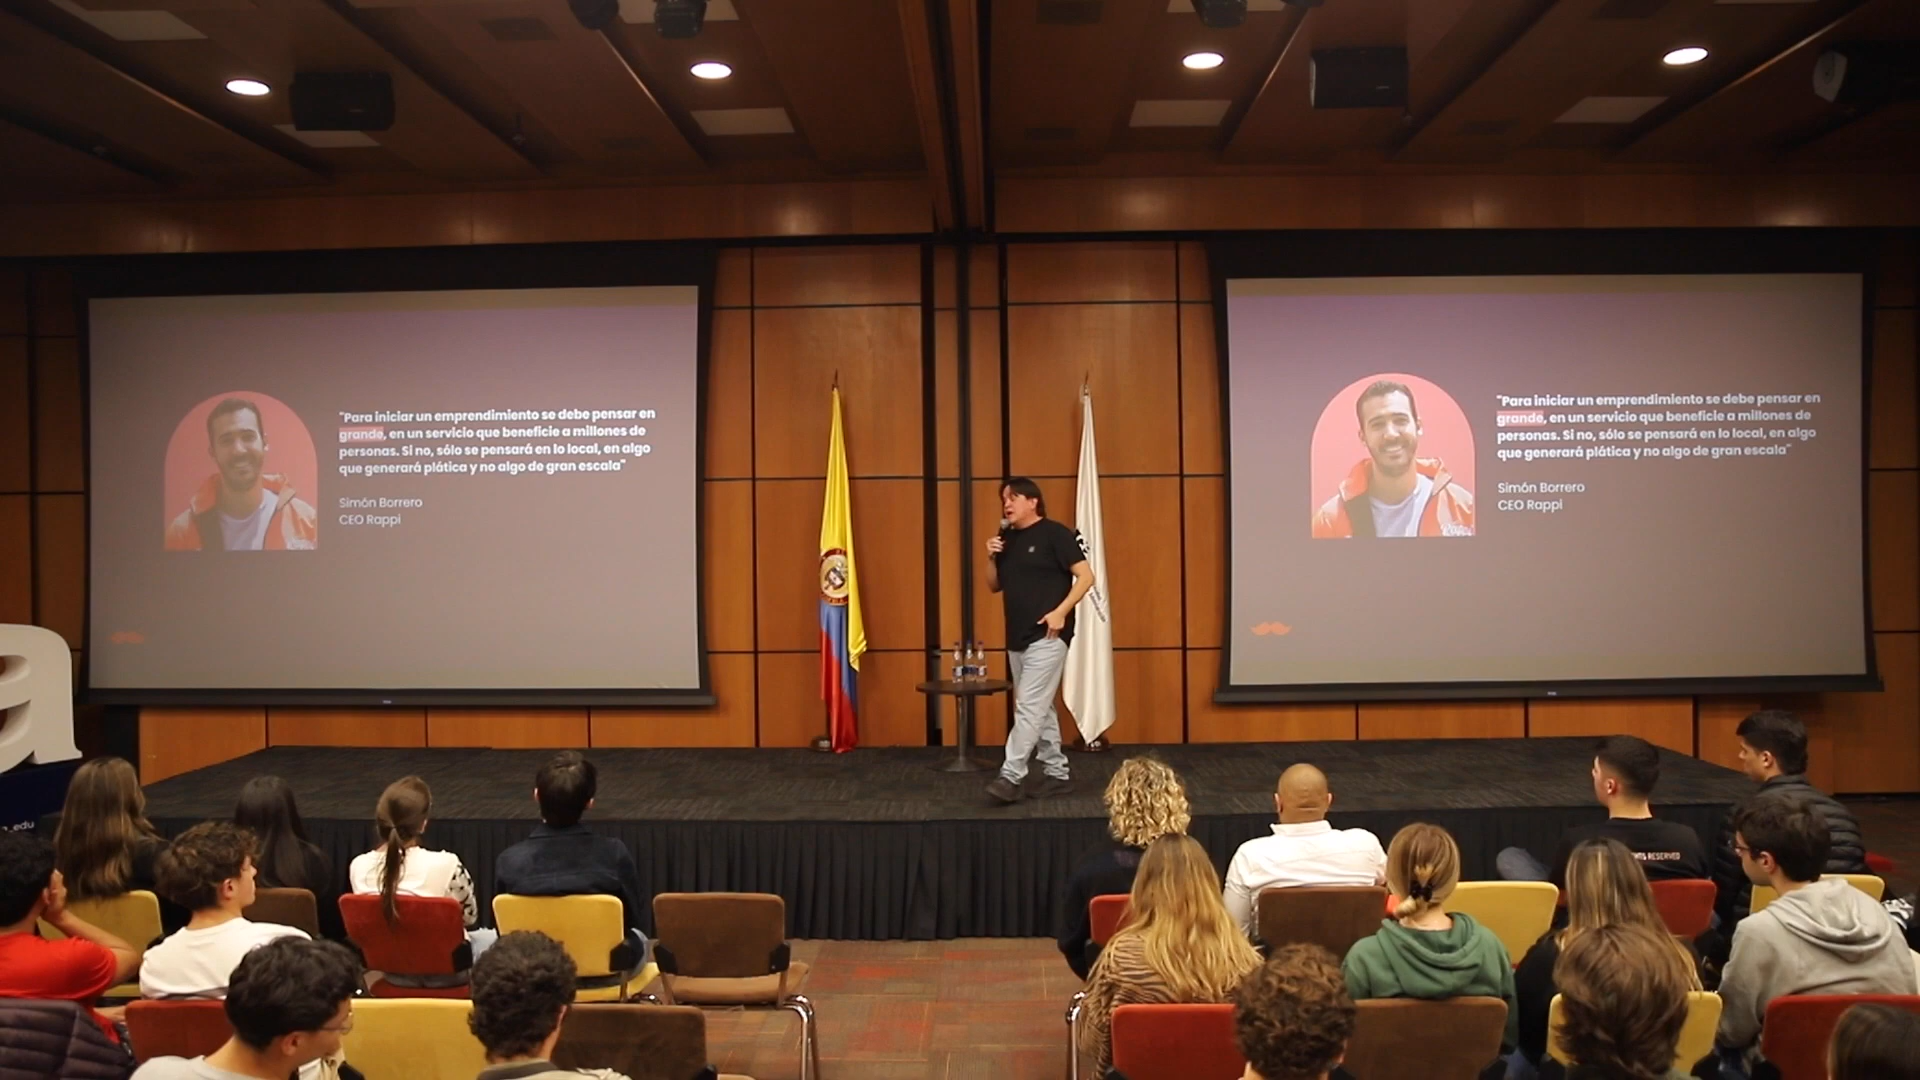 "Para iniciar un emprendimiento se debe pensar en
grande, en un servicio que beneficie a millones de
personas. Si no, sólo se pensará en lo local, en algo
que generará plática y no algo de gran escala"
Simón Borrero
CEO Rappi
"Para iniciar un emprendimiento se debe pensar en
grande, en un servicio que beneficie a millones de
personas. Si no, sólo se pensará en lo local, en algo
que generará plática y no algo de gran escala"
Simón Borrero
CEO Rappi
RESERVED